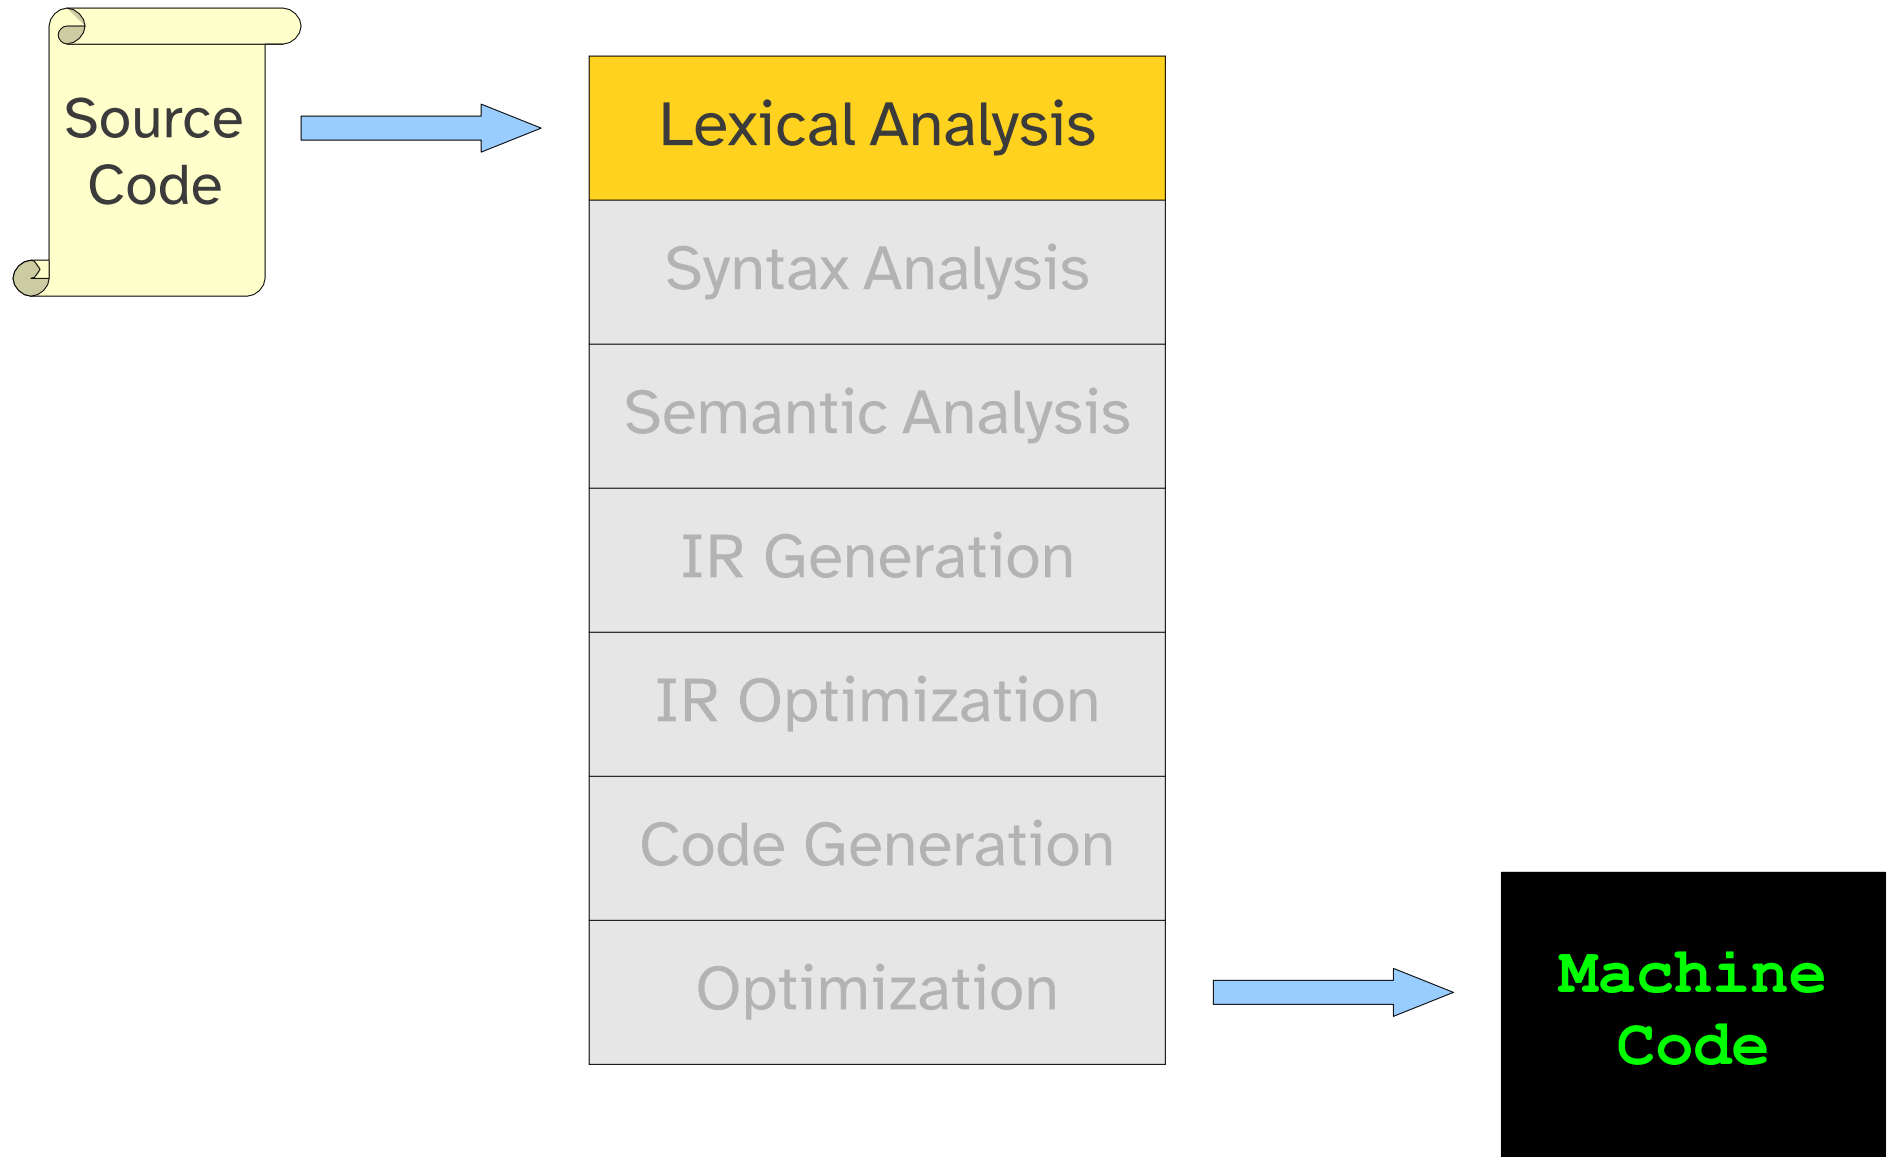 Source
Code
Lexical Analysis
Syntax Analysis
Semantic Analysis
IR Generation
IR Optimization
Code Generation
Optimization
Machine
Code